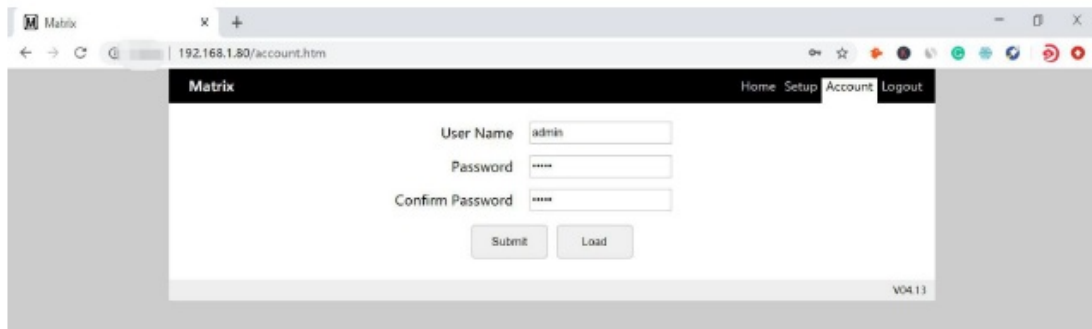 M Matrix
192.168.1.80/account.htm
Matrix Home Setup Account Logout
User Name admin
Password •••••
Confirm Password •••••
Submit Load
V04.13